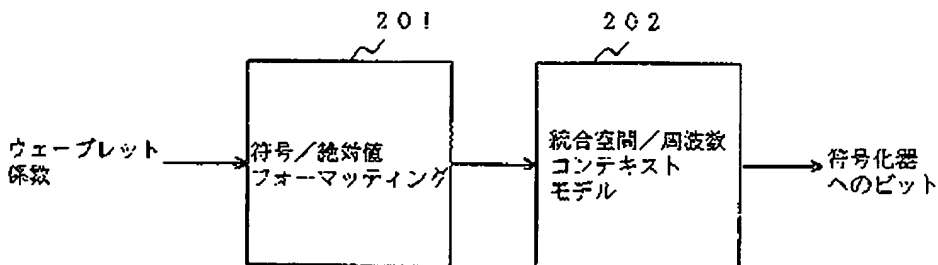 201
202
ウェーブレット
係数
符号／絶対値
フォーマッティング
統合空間／周波数
コンテキスト
モデル
符号化器
へのビット